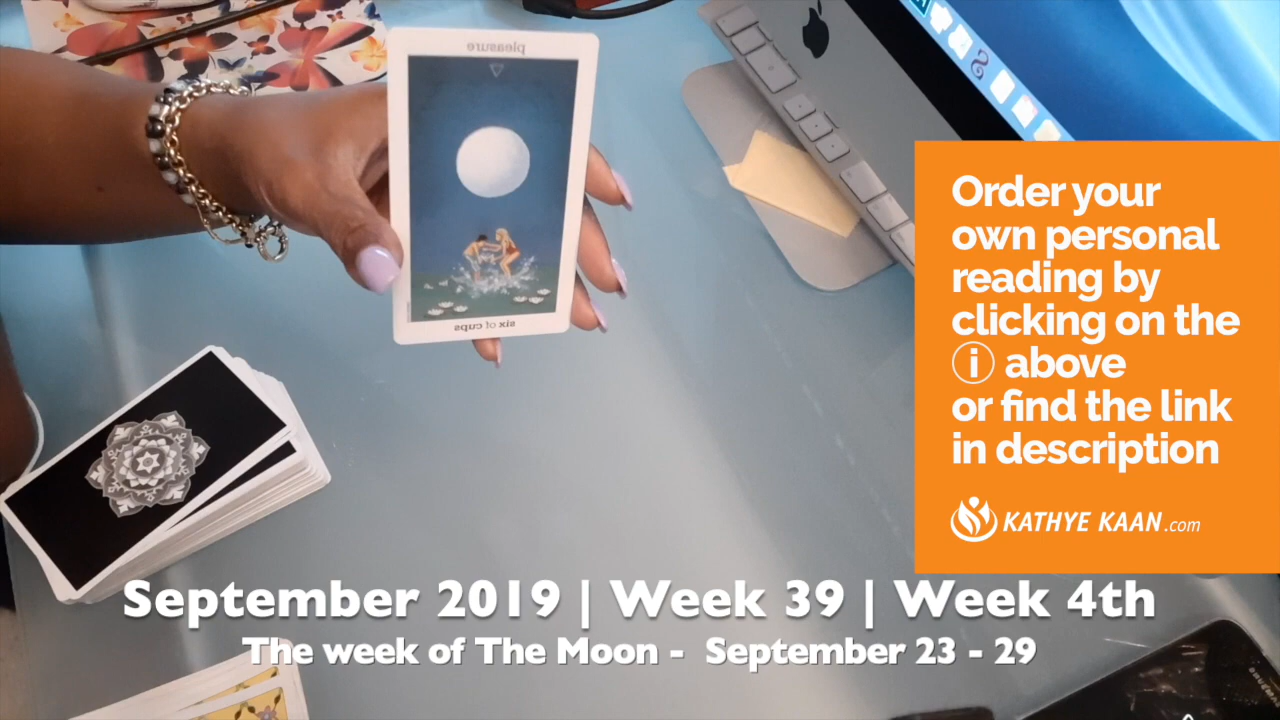 pleasure
six of cups
Order your
own personal
reading by
clicking on the
i above
or find the link
in description
KATHYE KAAN.com
September 2019 | Week 39 | Week 4th
The week of The Moon - September 23 - 29